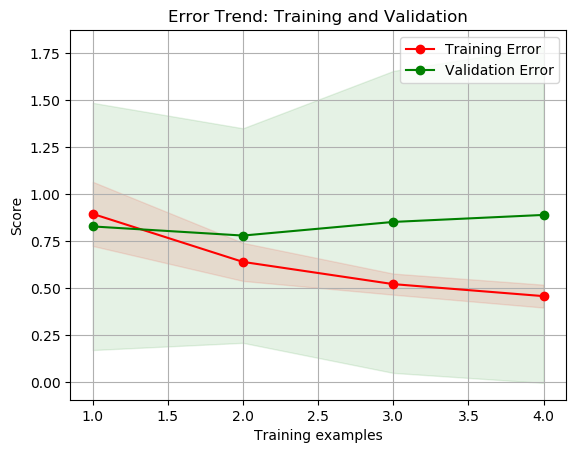 Error Trend: Training and Validation
Training Error
Validation Error
1.75
1.50
1.25
1.00
0.75
0.50
0.25
0.00
Score
1.0 1.5 2.0 2.5 3.0 3.5 4.0
Training examples